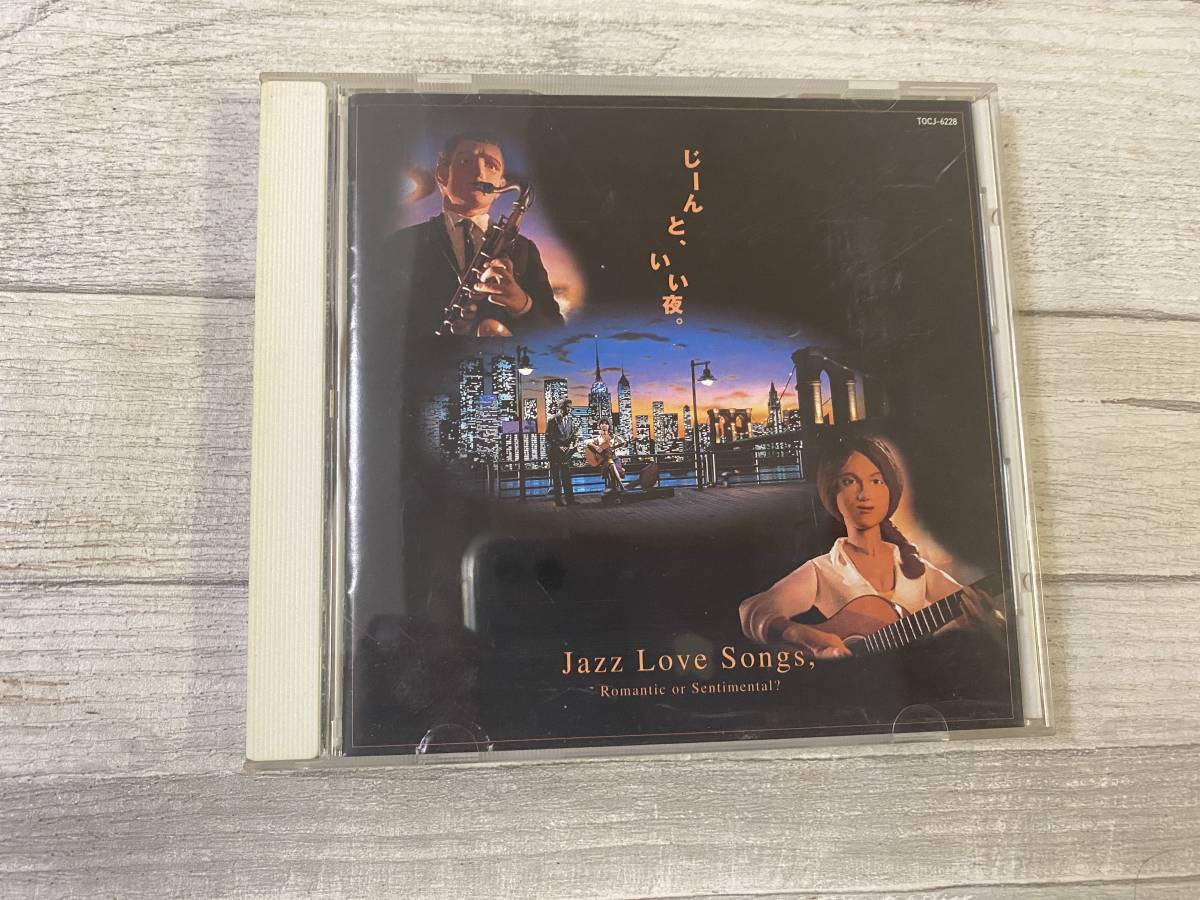 TOCJ-6228
じーんと、いい夜。
Jazz Love Songs,
Romantic or Sentimental?